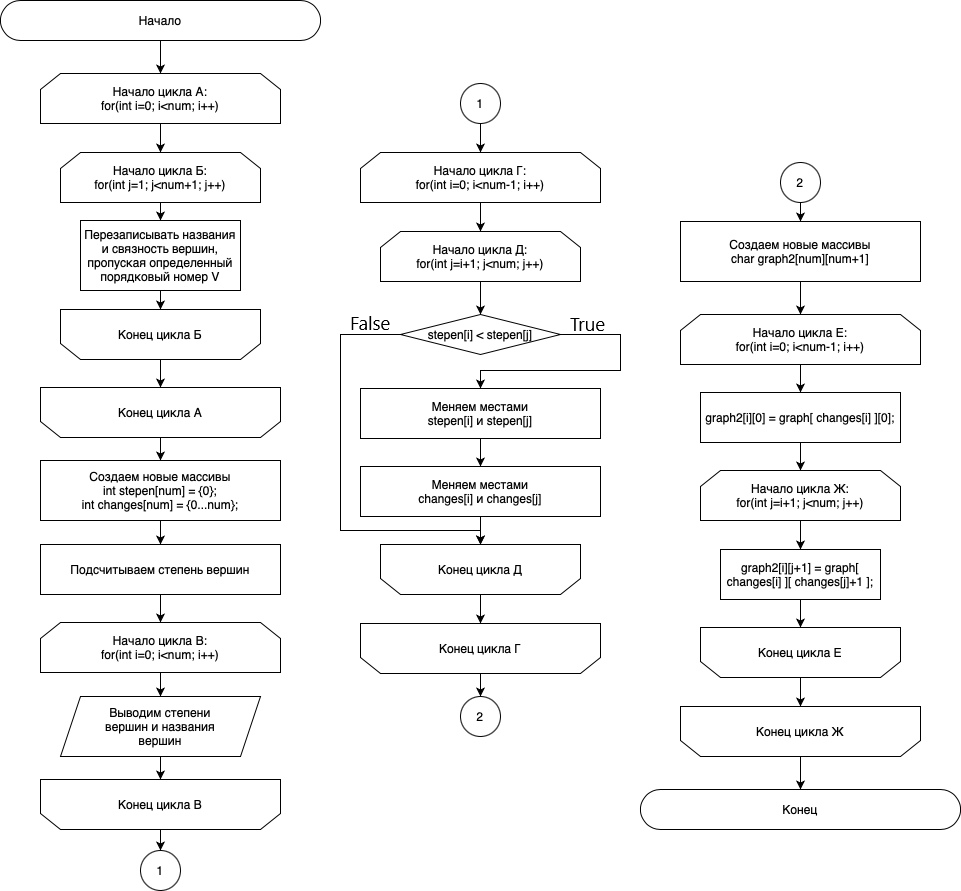 Начало
Начало цикла А:
for(int i=0; i<num; i++)
Начало цикла Б:
for(int j=1; j<num+1; j++)
Перезаписывать названия
и связность вершин,
пропуская определенный
порядковый номер V
Конец цикла Б
Конец цикла А
Создаем новые массивы
int stepen[num] = {0};
int changes[num] = {0...num};
Подсчитываем степень вершин
Начало цикла В:
for(int i=0; i<num; i++)
Выводим степени
вершин и названия
вершин
Конец цикла В
1
1
Начало цикла Г:
for(int i=0; i<num-1; i++)
Начало цикла Д:
for(int j=i+1; j<num; j++)
False
True
stepen[i] < stepen[j]
Меняем местами
stepen[i] и stepen[j]
Меняем местами
changes[i] и changes[j]
Конец цикла Д
Конец цикла Г
2
2
Создаем новые массивы
char graph2[num][num+1]
Начало цикла Е:
for(int i=0; i<num-1; i++)
graph2[i][0] = graph[ changes[i] ][0];
Начало цикла Ж:
for(int j=i+1; j<num; j++)
graph2[i][j+1] = graph[
changes[i] ][ changes[j]+1 ];
Конец цикла Е
Конец цикла Ж
Конец